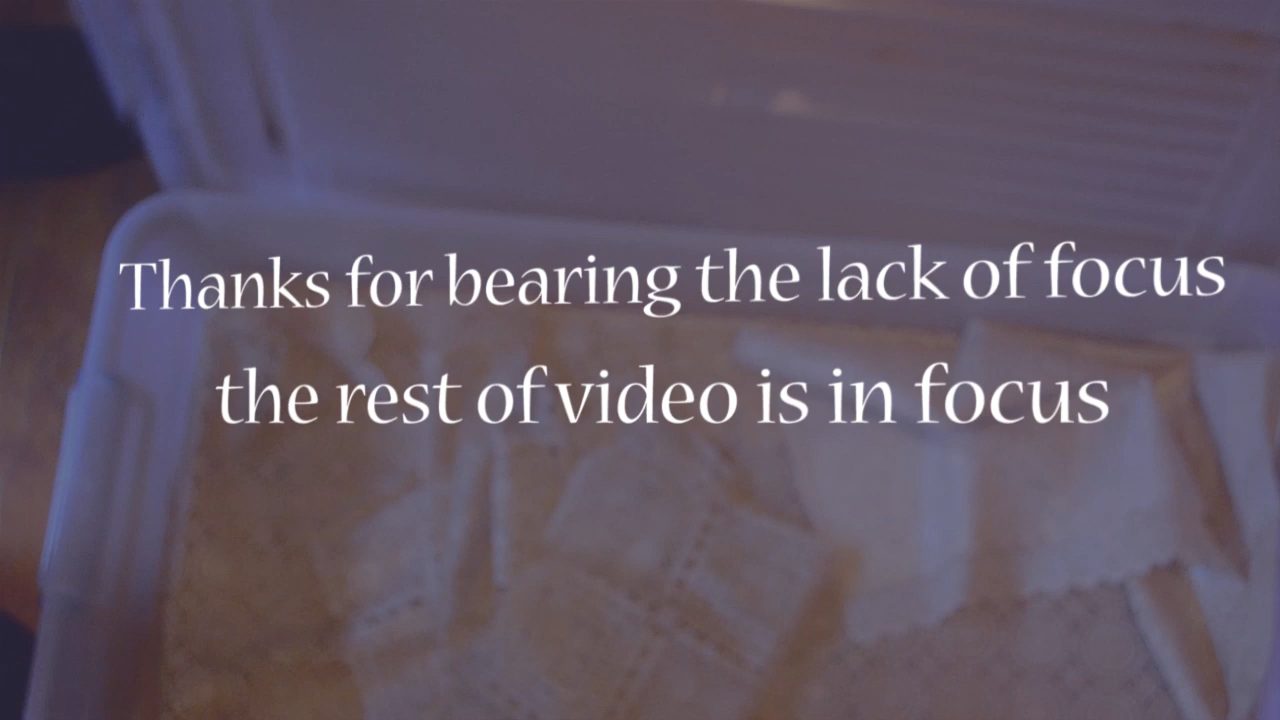 Thanks for bearing the lack of focus
the rest of video is in focus